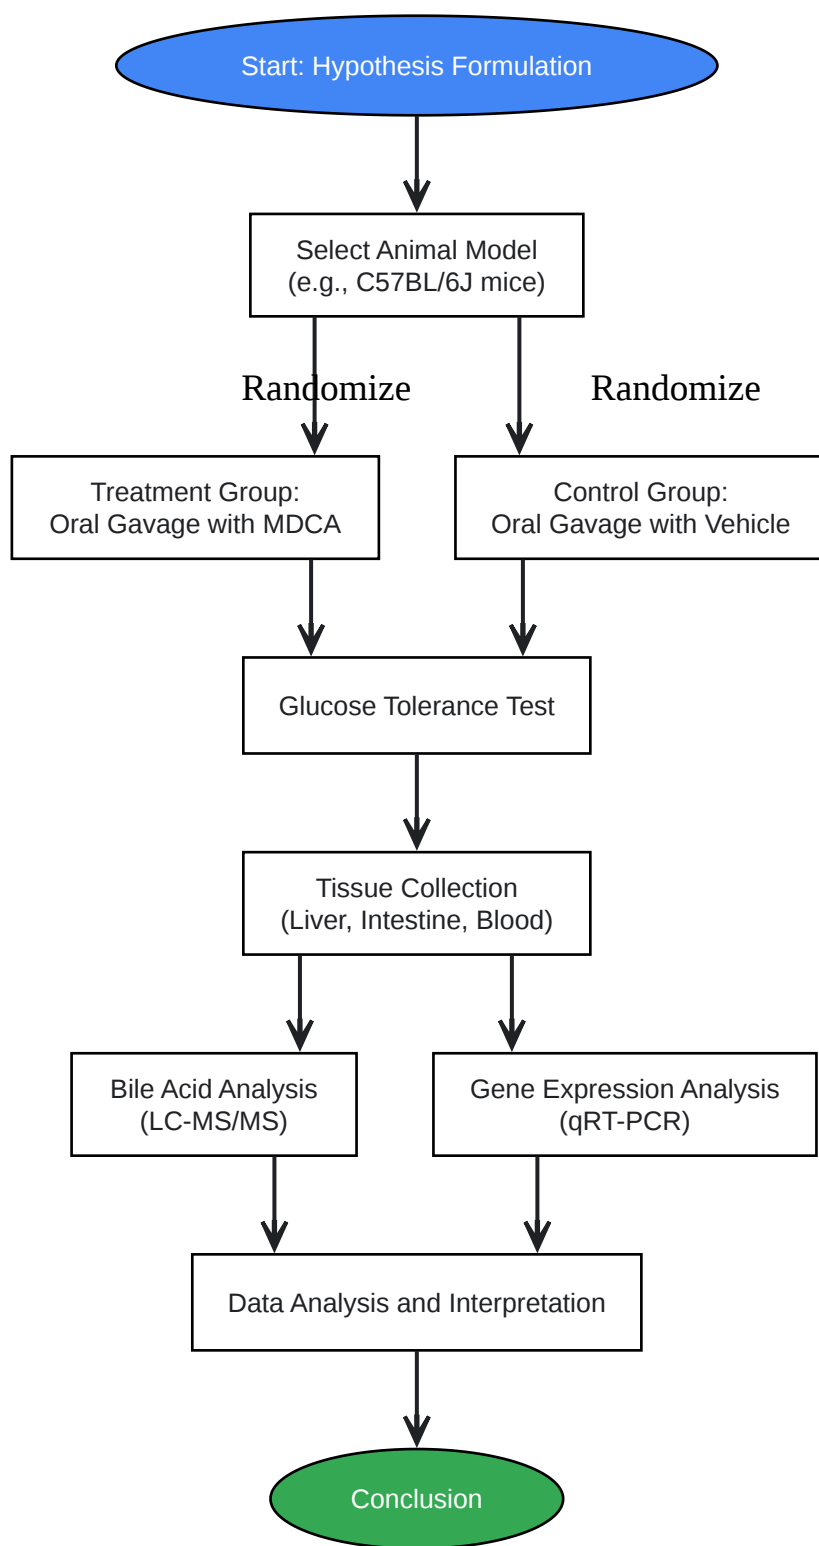 Start: Hypothesis Formulation
Select Animal Model
(e.g., C57BL/6J mice)
Randomize
Randomize
Treatment Group:
Oral Gavage with MDCA
Control Group:
Oral Gavage with Vehicle
Glucose Tolerance Test
Tissue Collection
(Liver, Intestine, Blood)
Bile Acid Analysis
(LC-MS/MS)
Gene Expression Analysis
(qRT-PCR)
Data Analysis and Interpretation
Conclusion